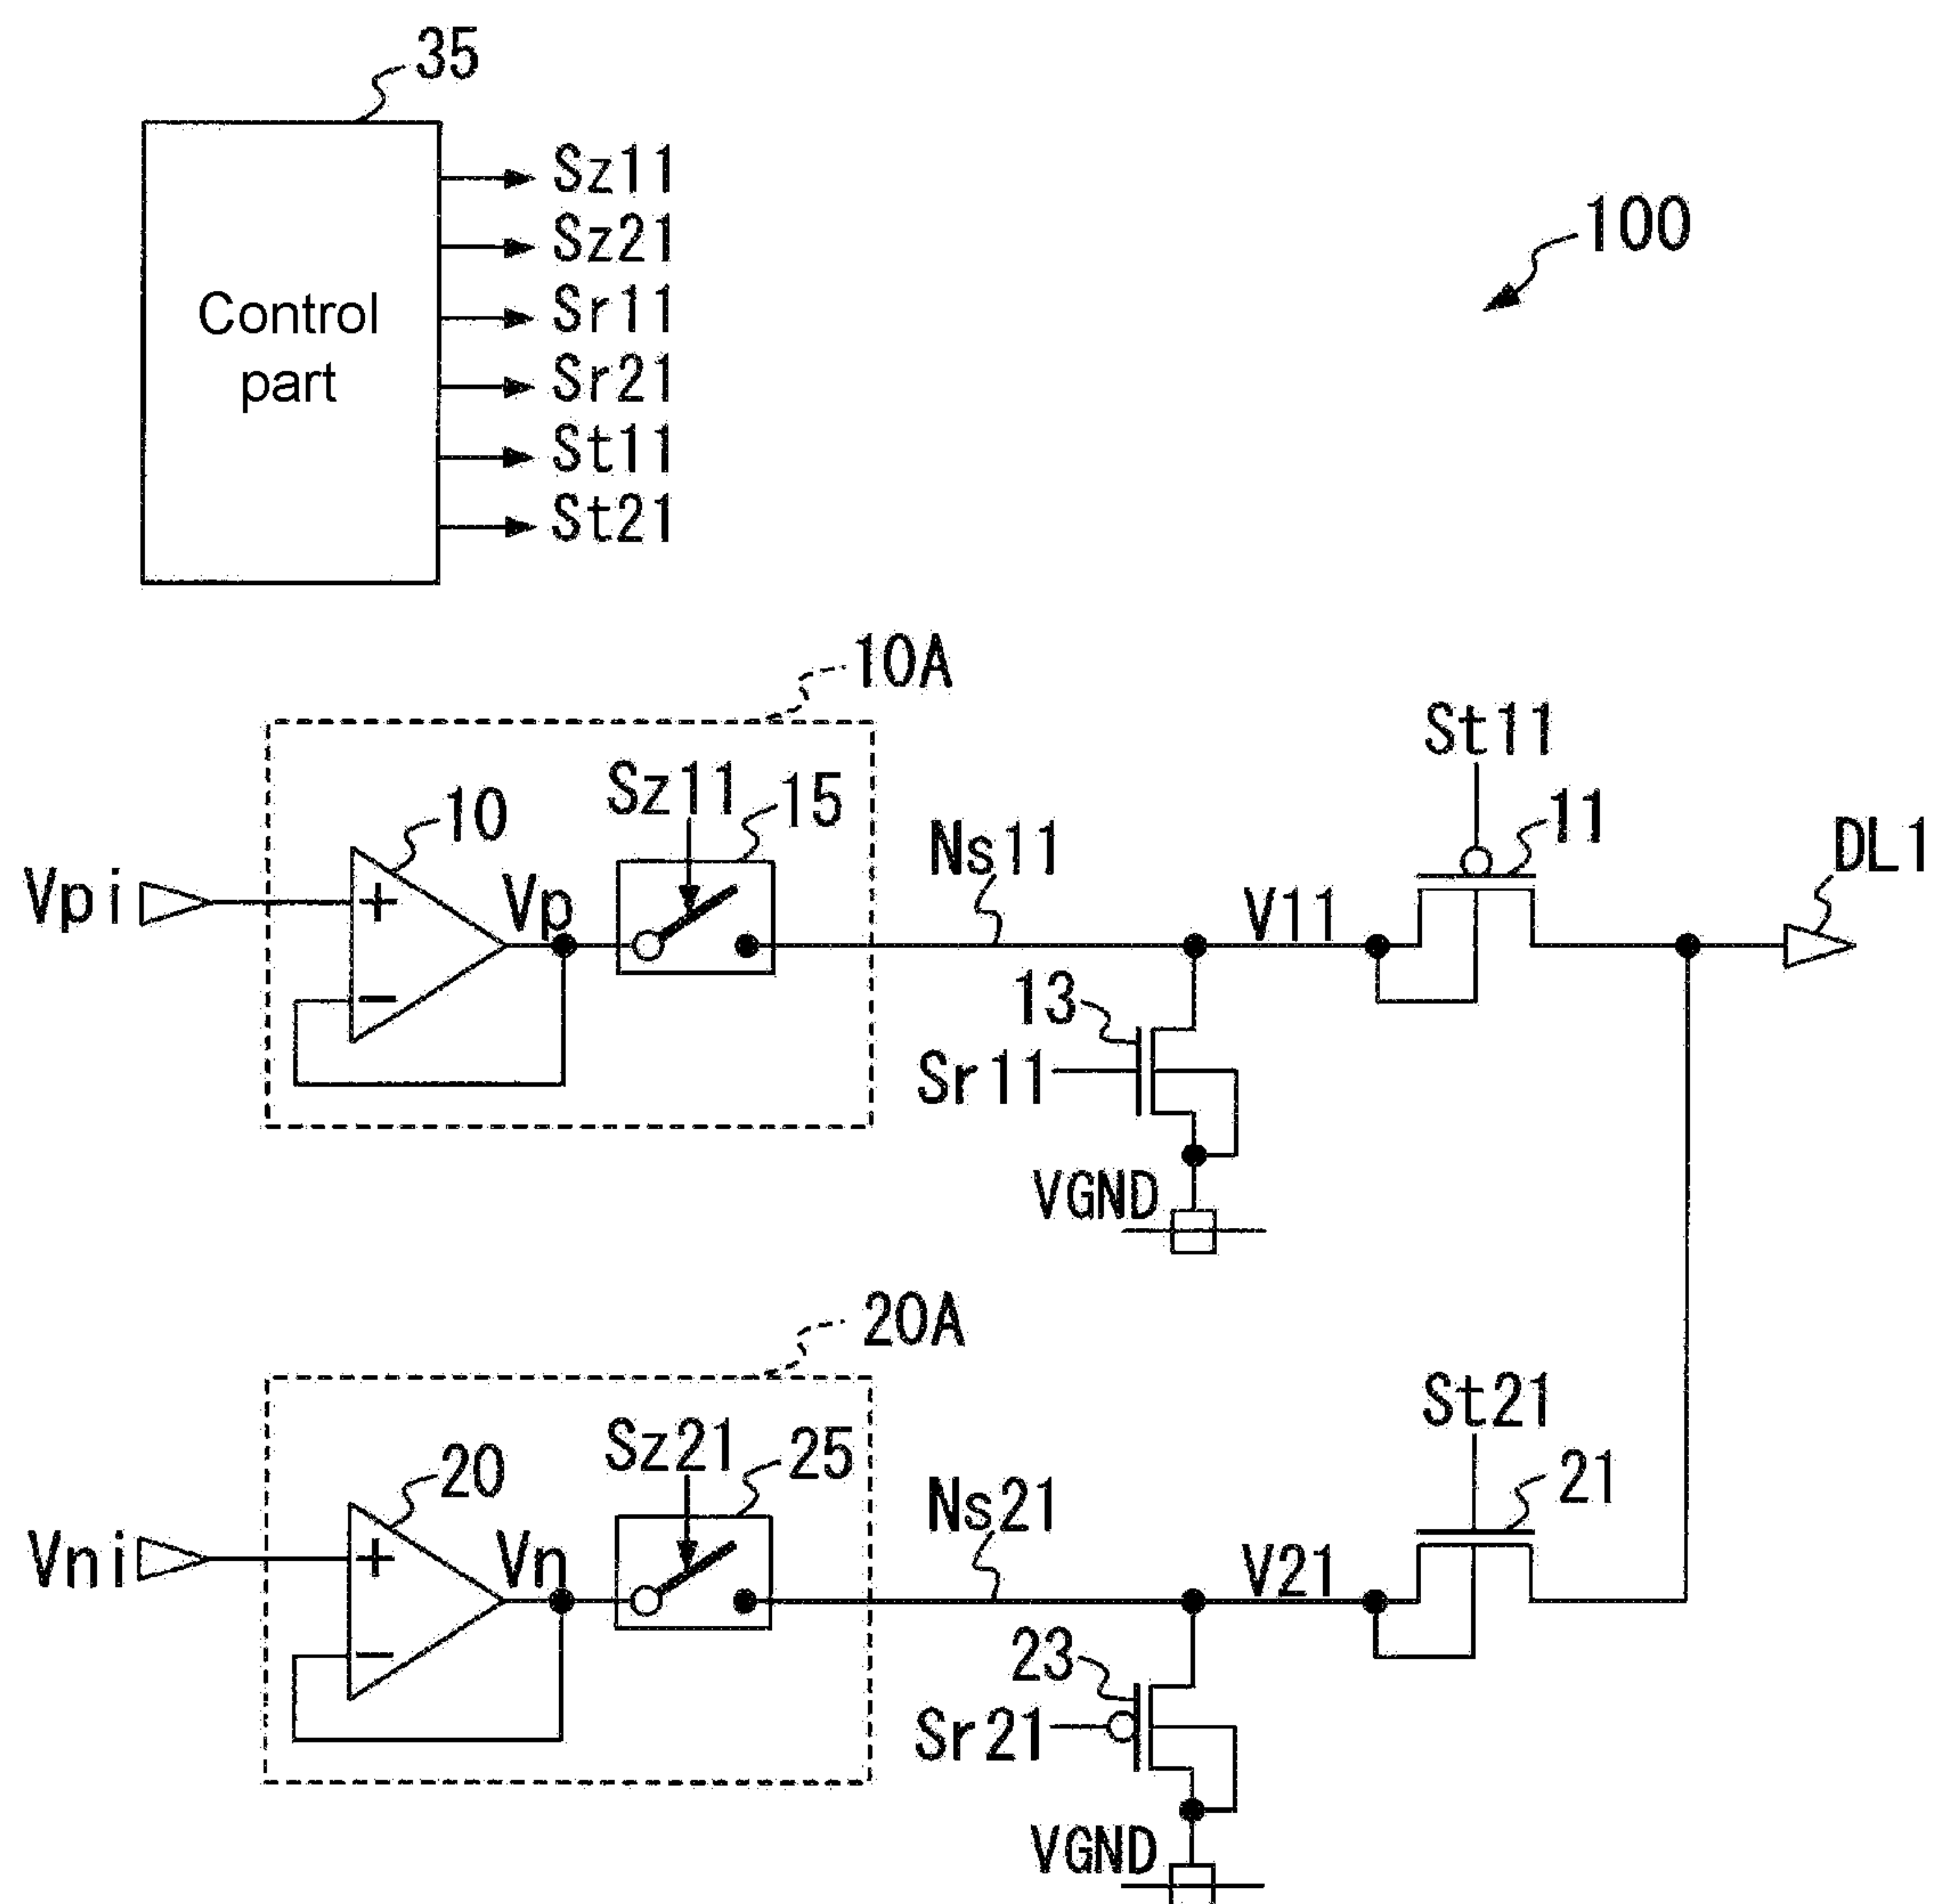 35
Sz11
Sz21
Sr11
Sr21
St11
St21
Control
part
100
10A
St11
Sz11
15
10
11
DL1
Ns11
Vpi
+
Vp
V11
−
13
Sr11
VGND
20A
St21
Sz21
25
20
21
Ns21
Vni
+
Vn
V21
−
23
Sr21
VGND